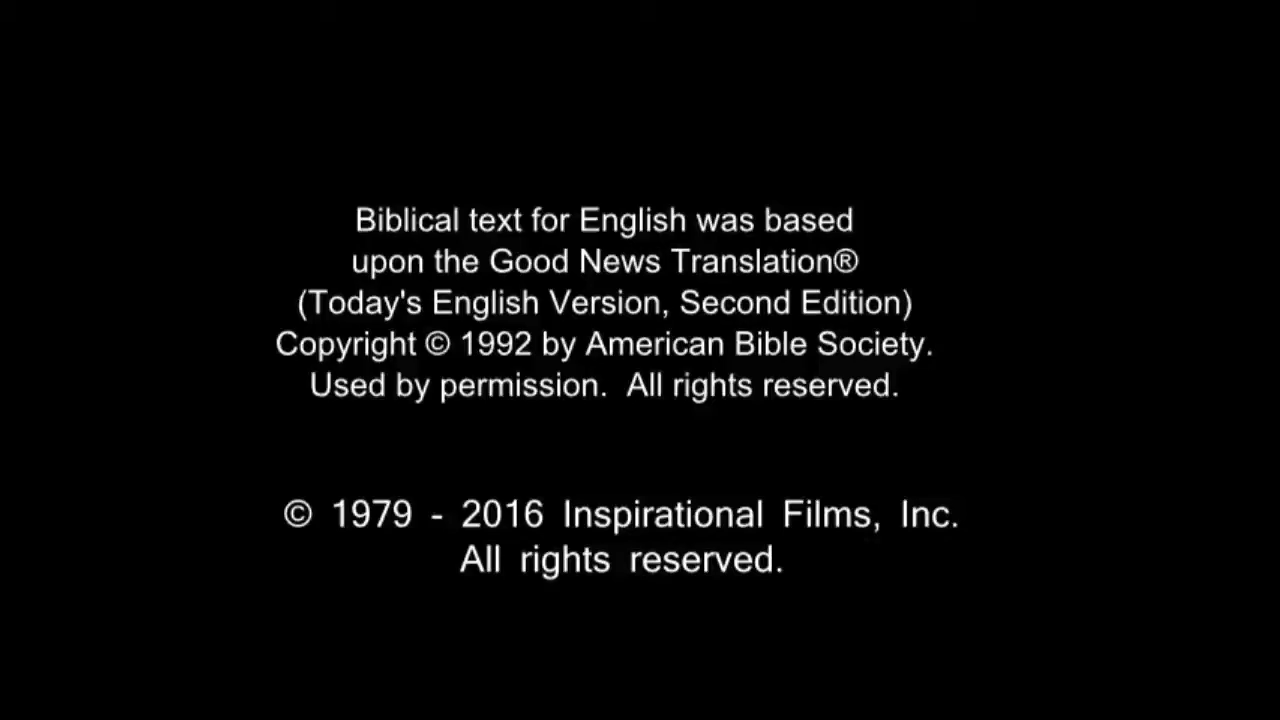 Biblical text for English was based
upon the Good News Translation®
(Today's English Version, Second Edition)
Copyright © 1992 by American Bible Society.
Used by permission.  All rights reserved.
© 1979 - 2016 Inspirational Films, Inc.
All rights reserved.